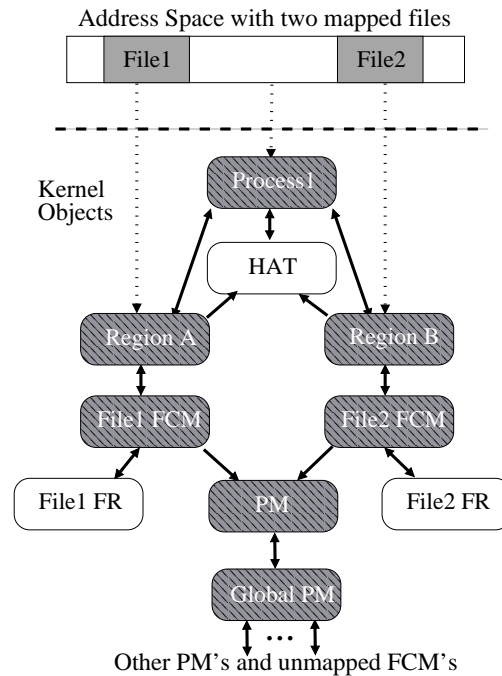 Address Space with two mapped files
File1
File2
Kernel
Objects
Process1
HAT
Region A
Region B
File1 FCM
File2 FCM
File1 FR
PM
File2 FR
Global PM
...
Other PM's and unmapped FCM's